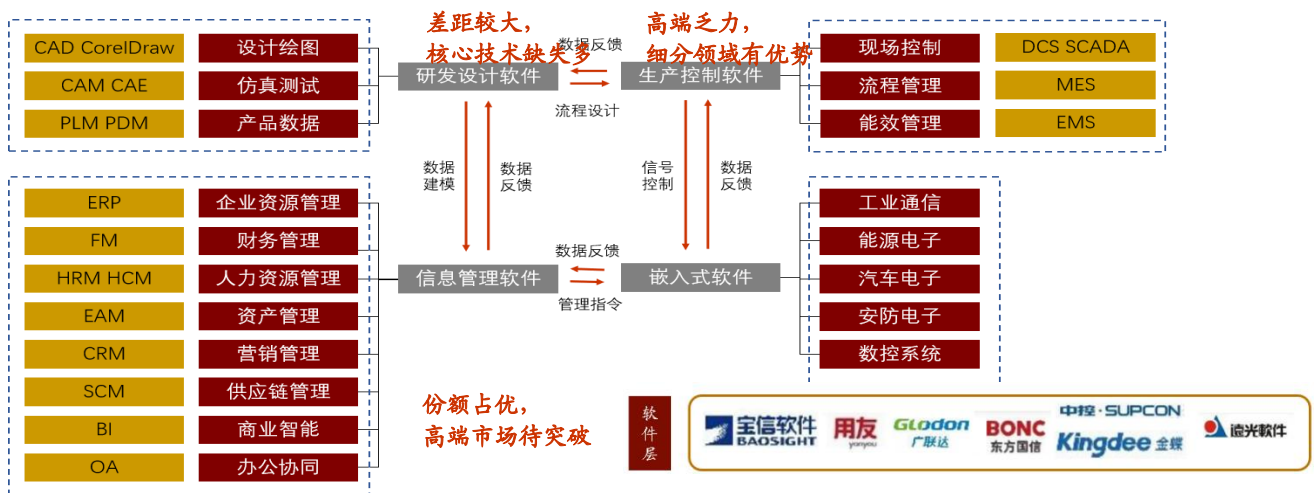 差距较大，
核心技术缺失多
高端乏力，
细分领域有优势
CAD CorelDraw
设计绘图
CAM CAE
仿真测试
PLM PDM
产品数据
研发设计软件
数据反馈
流程设计
生产控制软件
现场控制
DCS SCADA
流程管理
MES
能效管理
EMS
数据
建模
数据
反馈
信号
控制
数据
反馈
ERP
企业资源管理
FM
财务管理
HRM HCM
人力资源管理
EAM
资产管理
CRM
营销管理
SCM
供应链管理
BI
商业智能
OA
办公协同
信息管理软件
数据反馈
管理指令
嵌入式软件
工业通信
能源电子
汽车电子
安防电子
数控系统
份额占优，
高端市场待突破
软
件
层
宝信软件
BAOSIGHT
用友
yonyou
GLodon
广联达
BONC
东方国信
中控·SUPCON
Kingdee 金蝶
远光軟件